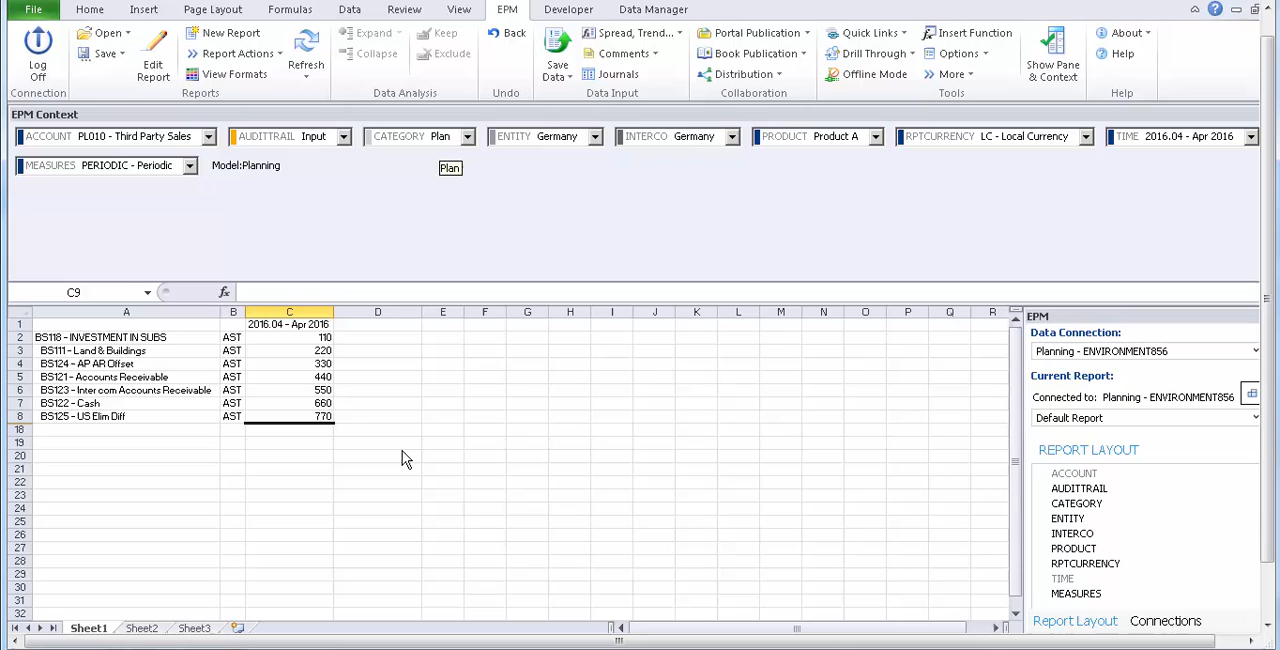 File Home Insert Page Layout Formulas Data Review View EPM Developer Data Manager
Open New Report Expand Keep Back Spread, Trend... Portal Publication Quick Links Insert Function About
Save Report Actions Collapse Exclude Comments Book Publication Drill Through Options Help
View Formats Journals Distribution Offline Mode More
Log Off Edit Report Refresh Save Data Show Pane & Context
Connection Reports Data Analysis Undo Data Input Collaboration Tools Help
EPM Context
ACCOUNT PL010 - Third Party Sales AUDITTRAIL Input CATEGORY Plan ENTITY Germany INTERCO Germany PRODUCT Product A RPTCURRENCY LC - Local Currency TIME 2016.04 - Apr 2016
MEASURES PERIODIC - Periodic Model:Planning Plan
C9 fx
A B C D E F G H I J K L M N O P Q R
1 2016.04 - Apr 2016
2 BS118 - INVESTMENT IN SUBS AST 110
3 BS111 - Land & Buildings AST 220
4 BS124 - AP AR Offset AST 330
5 BS121 - Accounts Receivable AST 440
6 BS123 - Inter com Accounts Receivable AST 550
7 BS122 - Cash AST 660
8 BS125 - US Elim Diff AST 770
18
19
20
21
22
23
24
25
26
27
28
29
30
31
32
Sheet1 Sheet2 Sheet3
EPM
Data Connection:
Planning - ENVIRONMENT856
Current Report:
Connected to: Planning - ENVIRONMENT856
Default Report
REPORT LAYOUT
ACCOUNT
AUDITTRAIL
CATEGORY
ENTITY
INTERCO
PRODUCT
RPTCURRENCY
TIME
MEASURES
Report Layout Connections